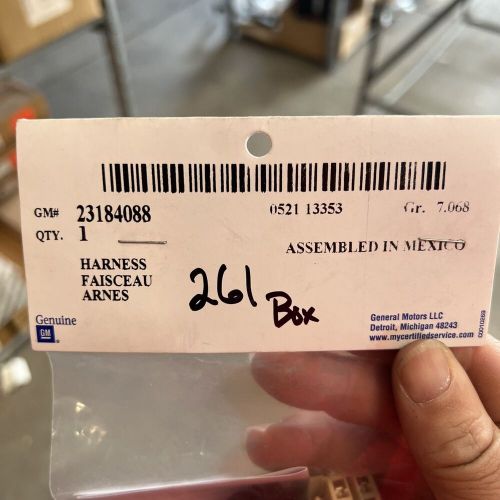 GM# 23184088 0521 13353 Gr. 7.068
QTY. 1 ASSEMBLED IN MEXICO
HARNESS
FAISCEAU
ARNES
261 Box
Genuine
GM
General Motors LLC
Detroit, Michigan 48243
www.mycertifiedservice.com